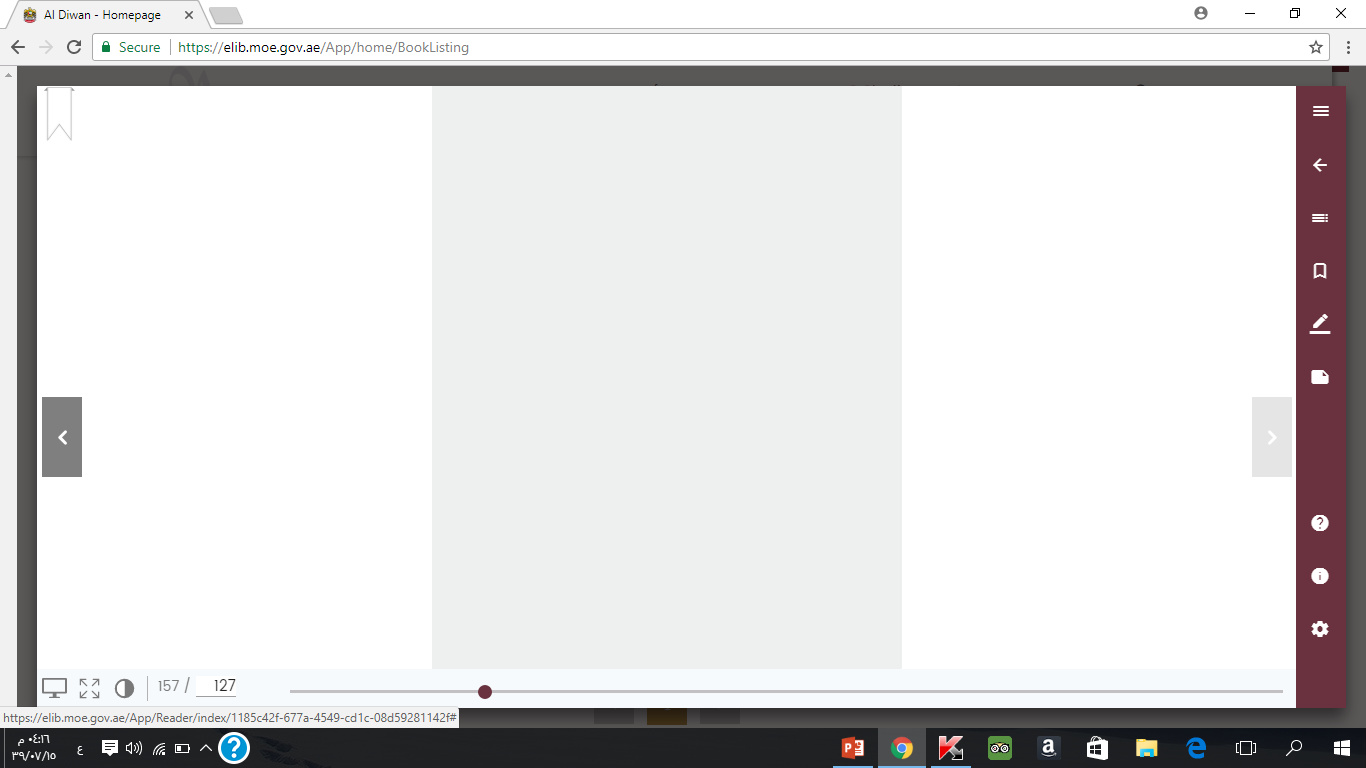 Al Diwan - Homepage
Secure
https://elib.moe.gov.ae/App/home/BookListing
157 / 127
https://elib.moe.gov.ae/App/Reader/index/1185c42f-677a-4549-cd1c-08d59281142f#
ع
٠٤:١٦ م
٣٩/٠٧/١٥